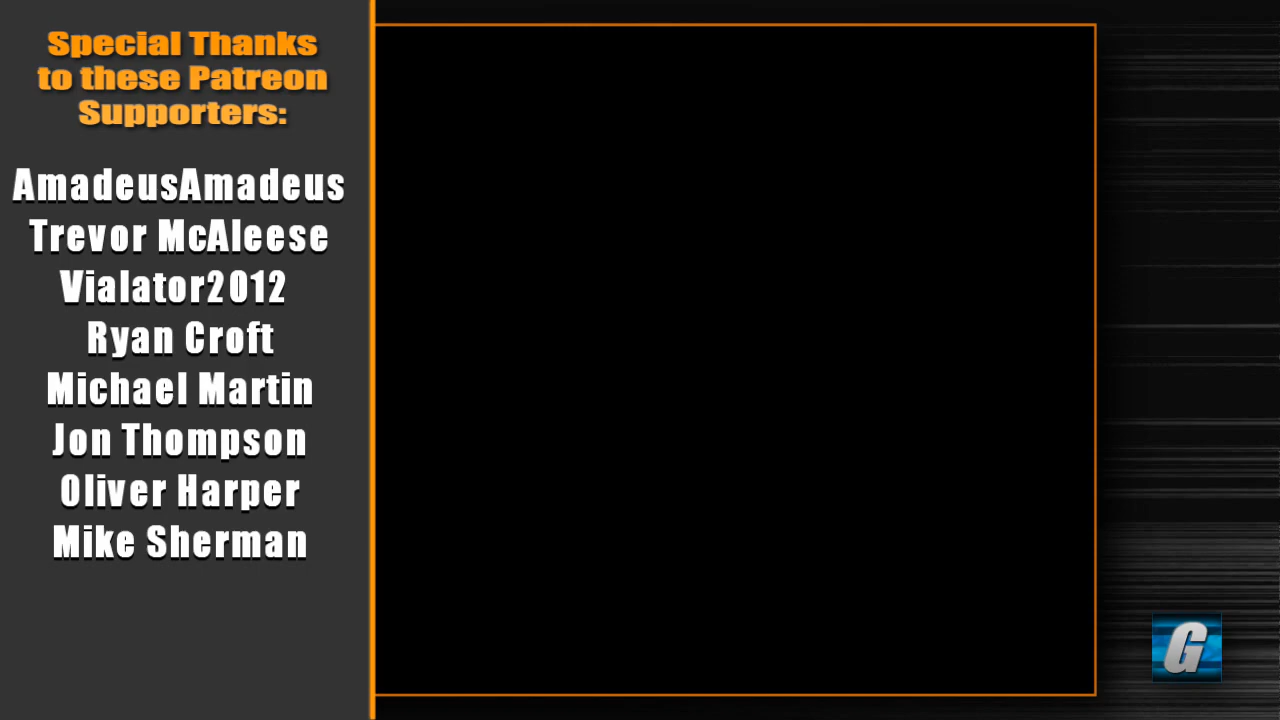 Special Thanks
to these Patreon
Supporters:
AmadeusAmadeus
Trevor McAleese
Vialator2012
Ryan Croft
Michael Martin
Jon Thompson
Oliver Harper
Mike Sherman
G